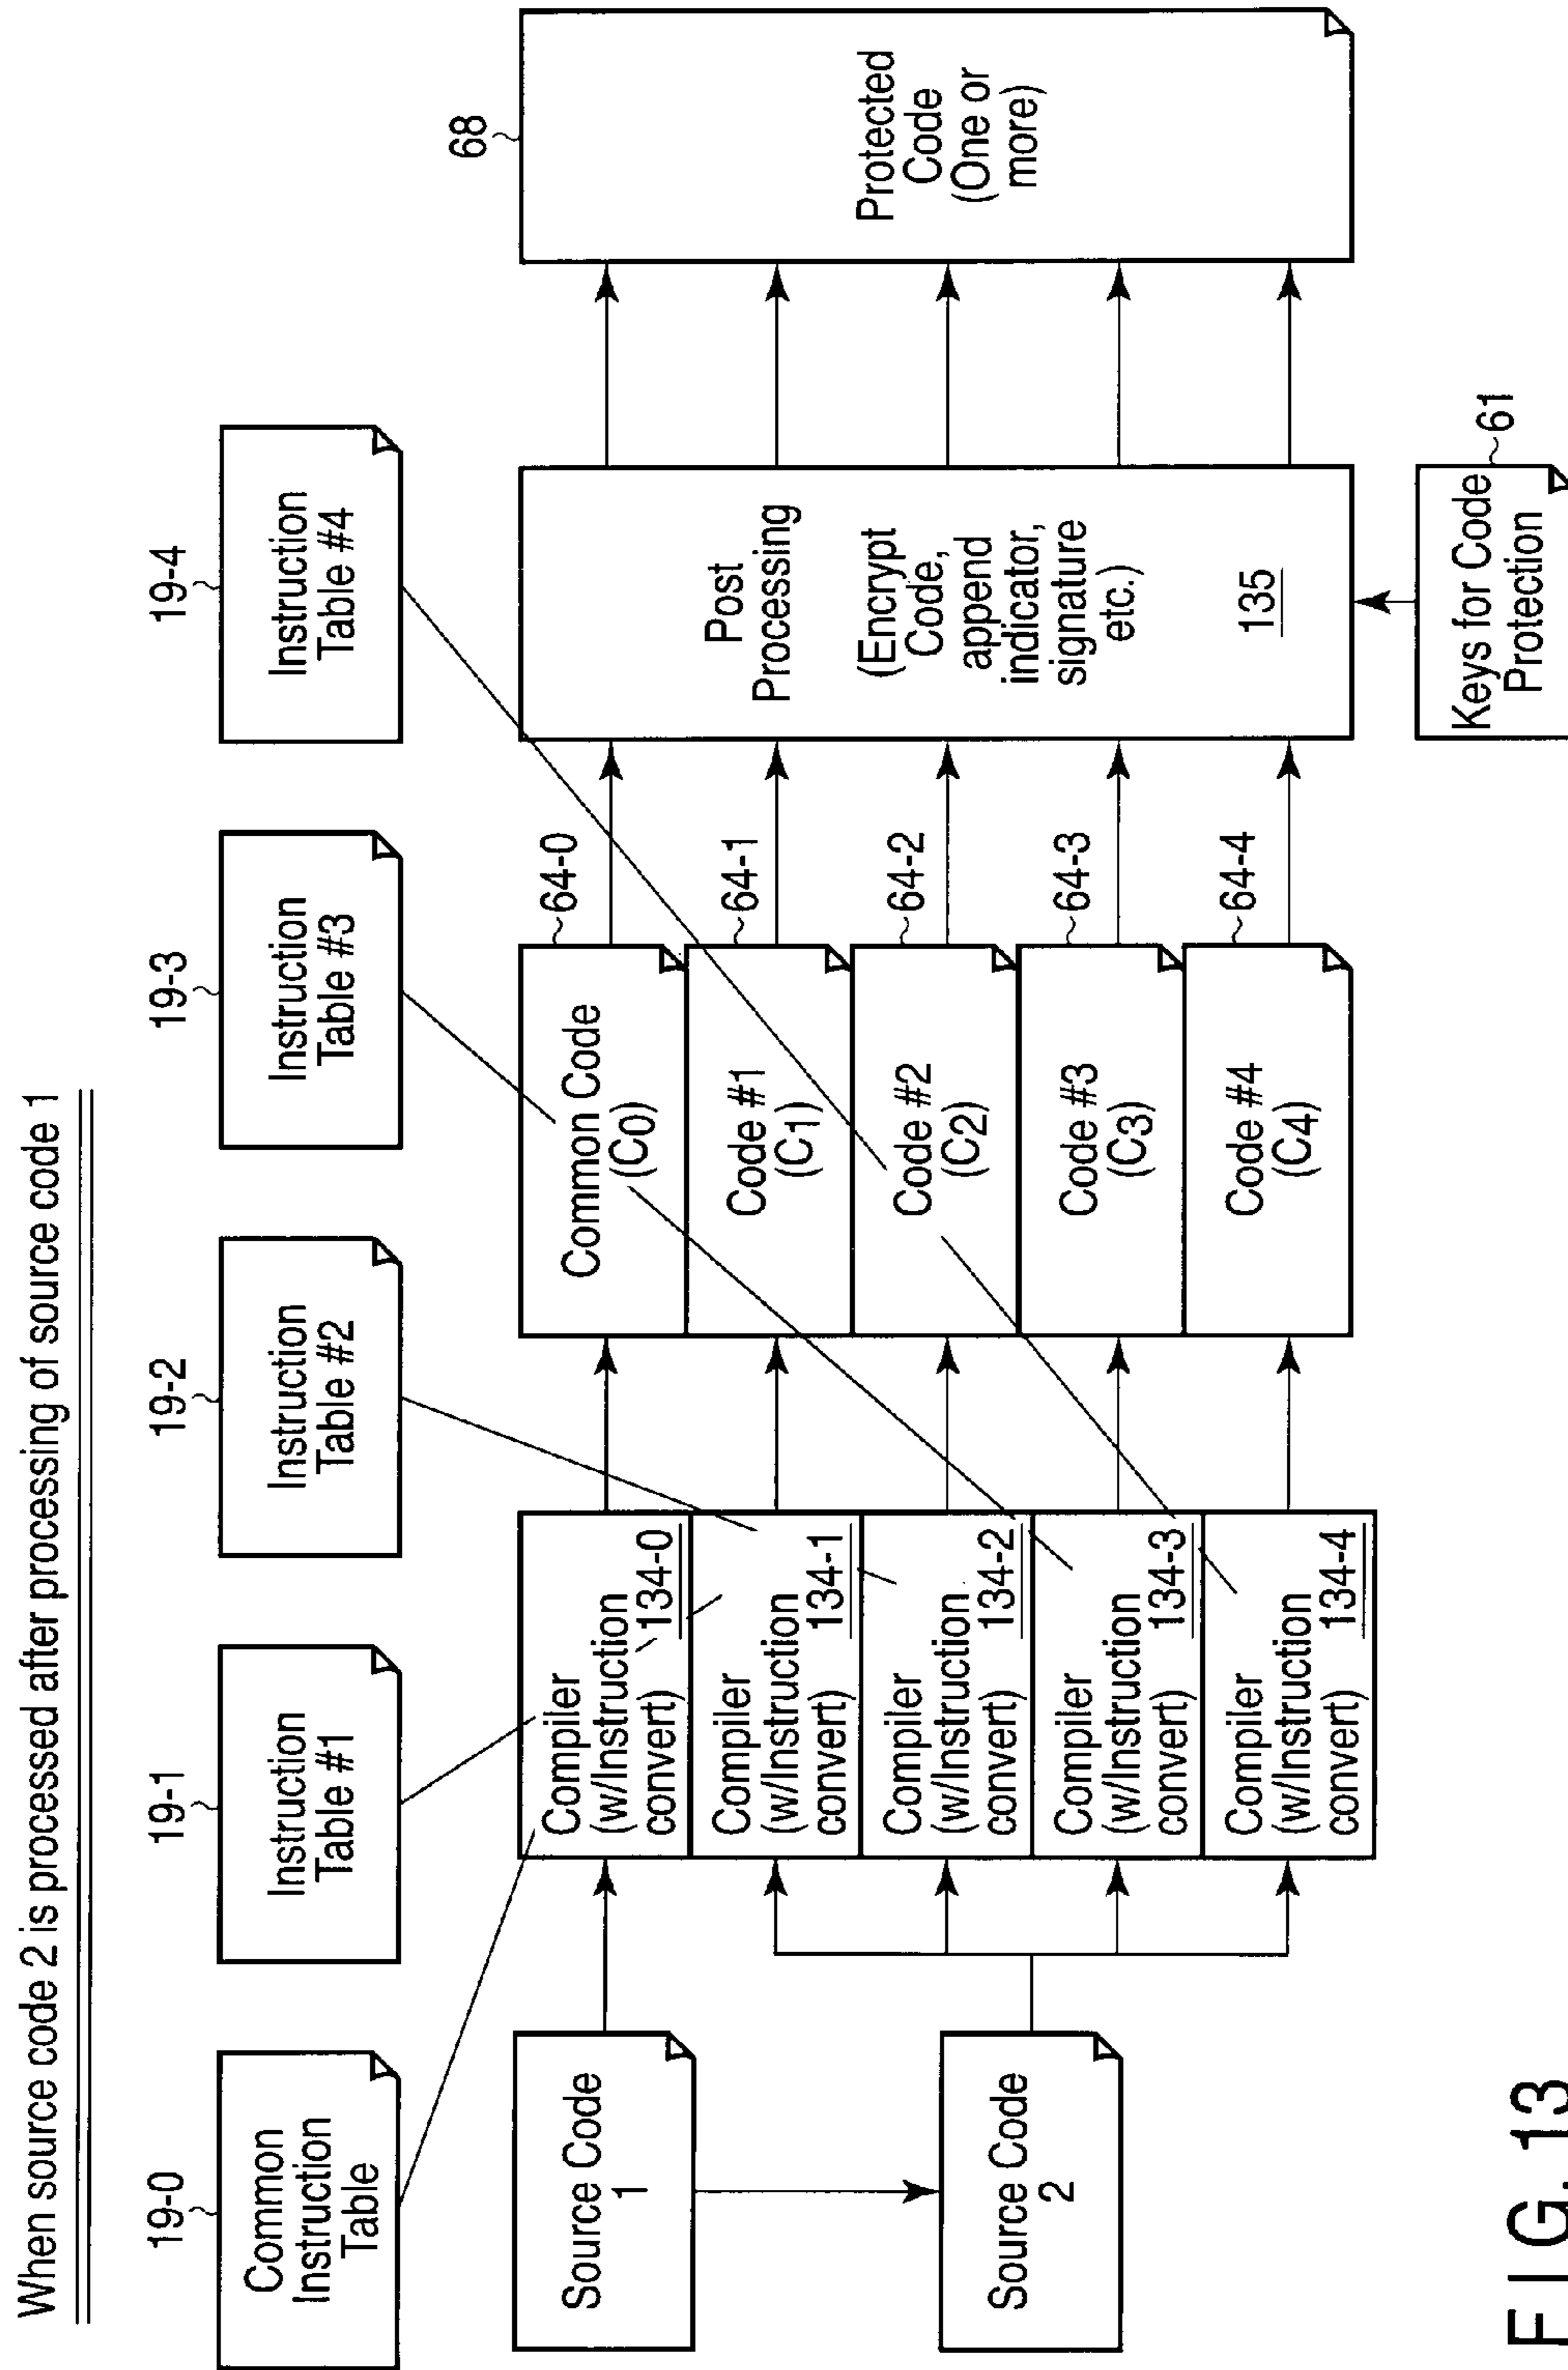 When source code 2 is processed after processing of source code 1
19-0
Common
Instruction
Table
19-1
Instruction
Table #1
19-2
Instruction
Table #2
19-3
Instruction
Table #3
19-4
Instruction
Table #4
Source Code
1
Source Code
2
Compiler
(w/Instruction
convert)
134-0
Compiler
(w/Instruction
convert)
134-1
Compiler
(w/Instruction
convert)
134-2
Compiler
(w/Instruction
convert)
134-3
Compiler
(w/Instruction
convert)
134-4
Common Code
(C0)
64-0
Code #1
(C1)
64-1
Code #2
(C2)
64-2
Code #3
(C3)
64-3
Code #4
(C4)
64-4
Post
Processing
(Encrypt
Code,
append
indicator,
signature
etc.)
135
Keys for Code
Protection
61
68
Protected
Code
(One or
more)
FIG. 13